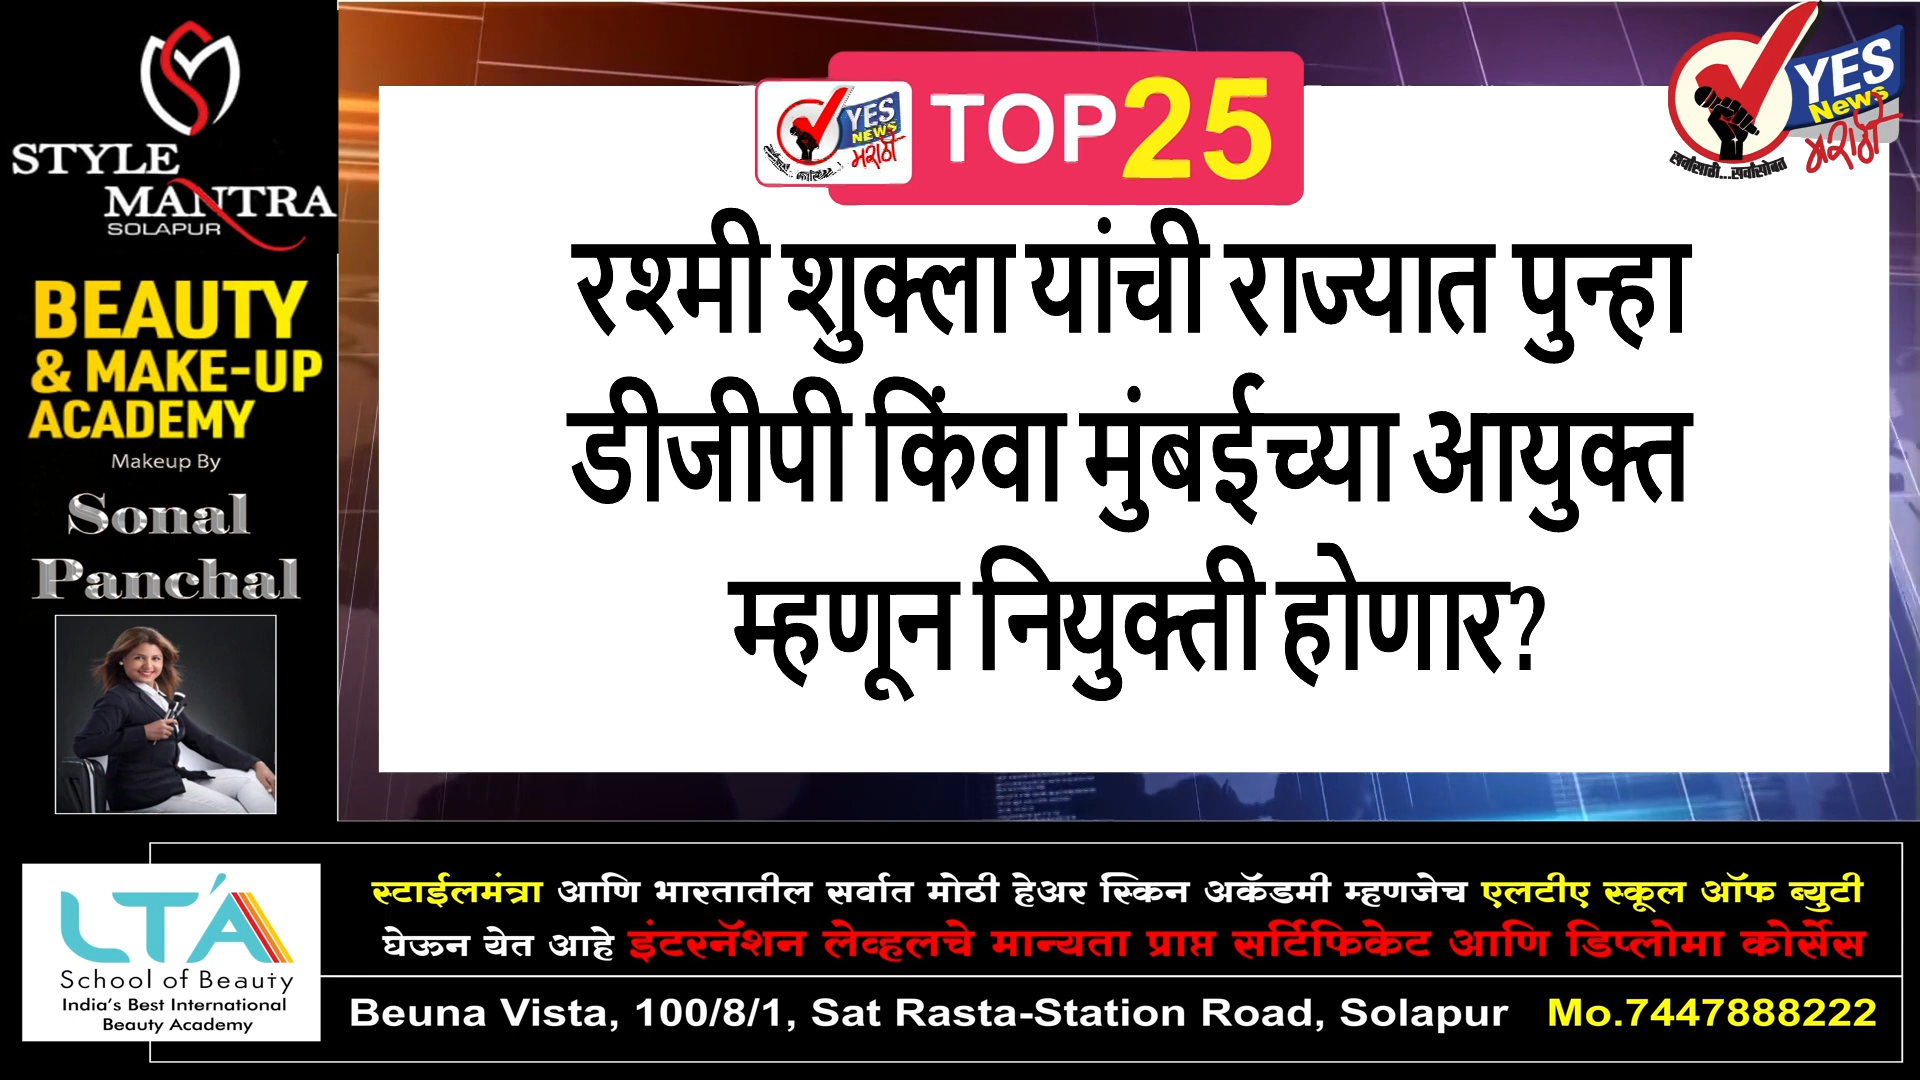 STYLE
MANTRA
SOLAPUR
BEAUTY
& MAKE-UP
ACADEMY
Makeup By
Sonal
Panchal
YES
NEWS
मराठी
TOP 25
YES
News
मराठी
सर्वांसाठी...सर्वांसोबत
रश्मी शुक्ला यांची राज्यात पुन्हा
डीजीपी किंवा मुंबईच्या आयुक्त
म्हणून नियुक्ती होणार?
LTA
School of Beauty
India's Best International
Beauty Academy
स्टाईलमंत्रा आणि भारतातील सर्वात मोठी हेअर स्किन अकॅडमी म्हणजेच एलटीए स्कूल ऑफ ब्युटी
घेऊन येत आहे इंटरनॅशन लेव्हलचे मान्यता प्राप्त सर्टिफिकेट आणि डिप्लोमा कोर्सेस
Beuna Vista, 100/8/1, Sat Rasta-Station Road, Solapur Mo.7447888222